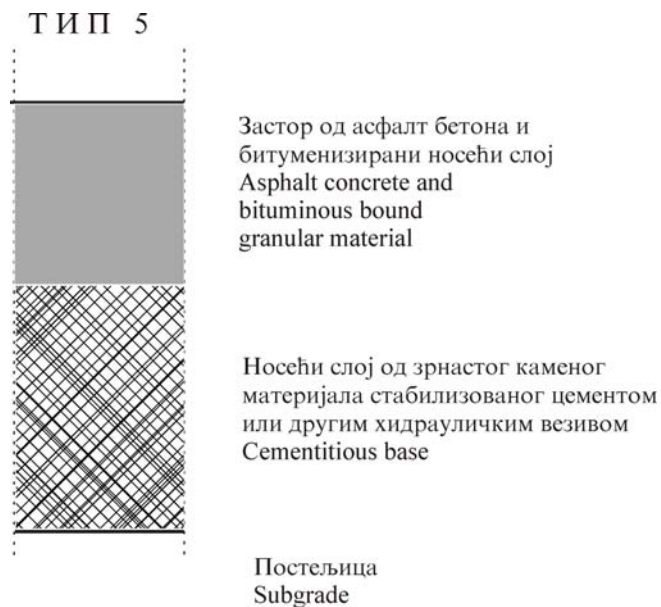 ТИП 5
Застор од асфалт бетона и
битуменизирани носећи слој
Asphalt concrete and
bituminous bound
granular material
Носећи слој од зрнастог каменог
материјала стабилизованог цементом
или другим хидрауличким везивом
Cementitious base
Постељица
Subgrade